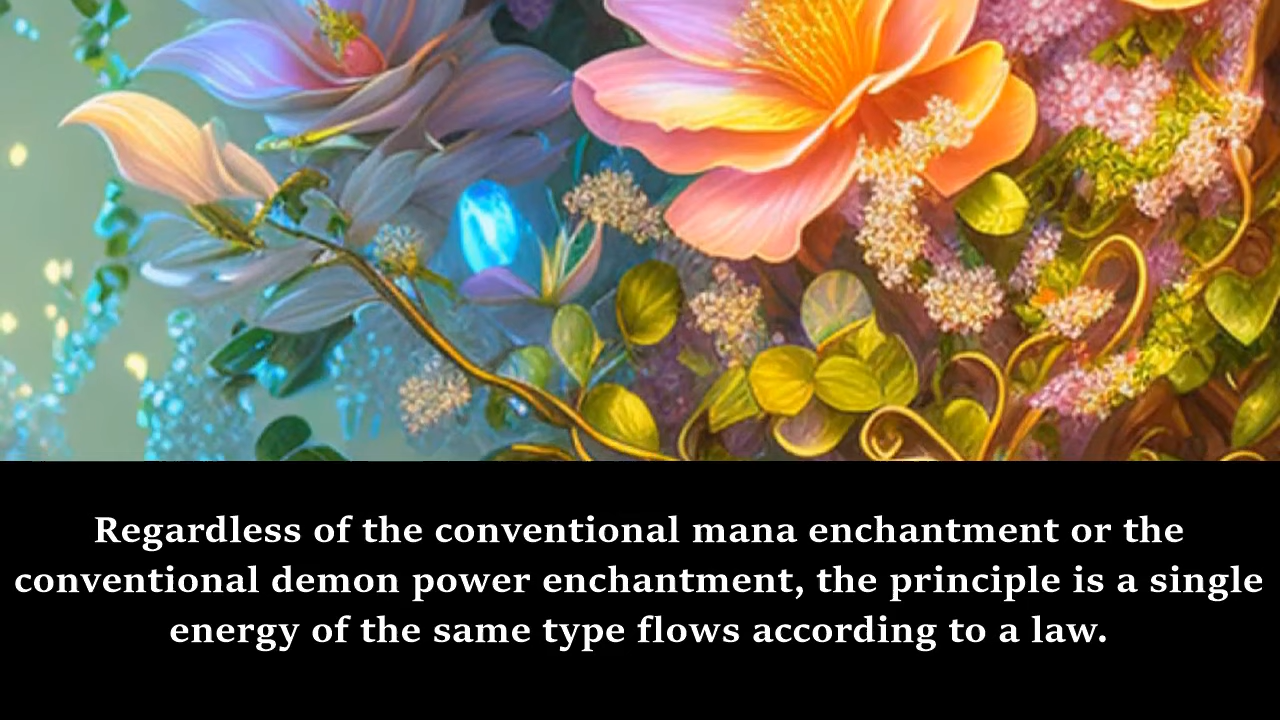 Regardless of the conventional mana enchantment or the
conventional demon power enchantment, the principle is a single
energy of the same type flows according to a law.